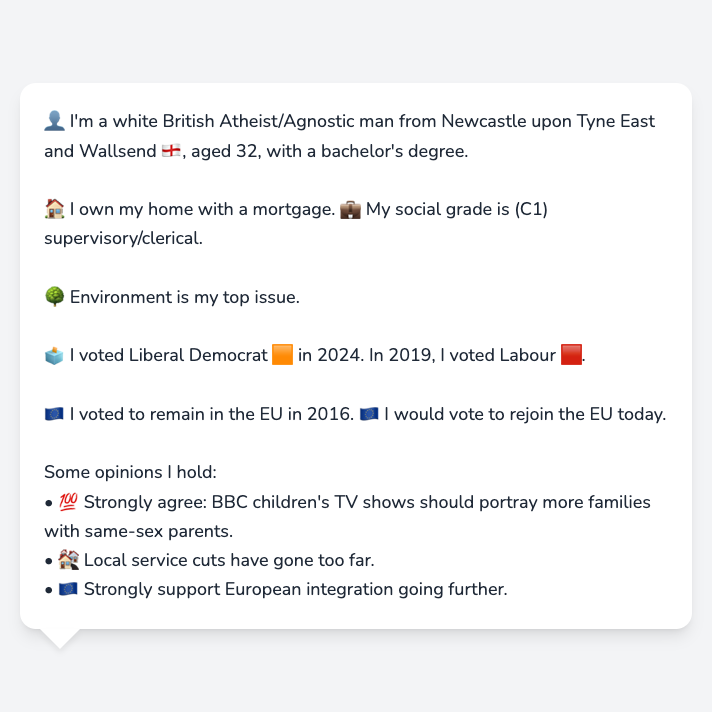 👤 I'm a white British Atheist/Agnostic man from Newcastle upon Tyne East
and Wallsend 🏴󠁧󠁢󠁥󠁮󠁧󠁿, aged 32, with a bachelor's degree.
🏠 I own my home with a mortgage. 💼 My social grade is (C1)
supervisory/clerical.
🌳 Environment is my top issue.
🗳️ I voted Liberal Democrat 🟧 in 2024. In 2019, I voted Labour 🟥.
🇪🇺 I voted to remain in the EU in 2016. 🇪🇺 I would vote to rejoin the EU today.
Some opinions I hold:
• 💯 Strongly agree: BBC children's TV shows should portray more families
with same-sex parents.
• 🏚️ Local service cuts have gone too far.
• 🇪🇺 Strongly support European integration going further.